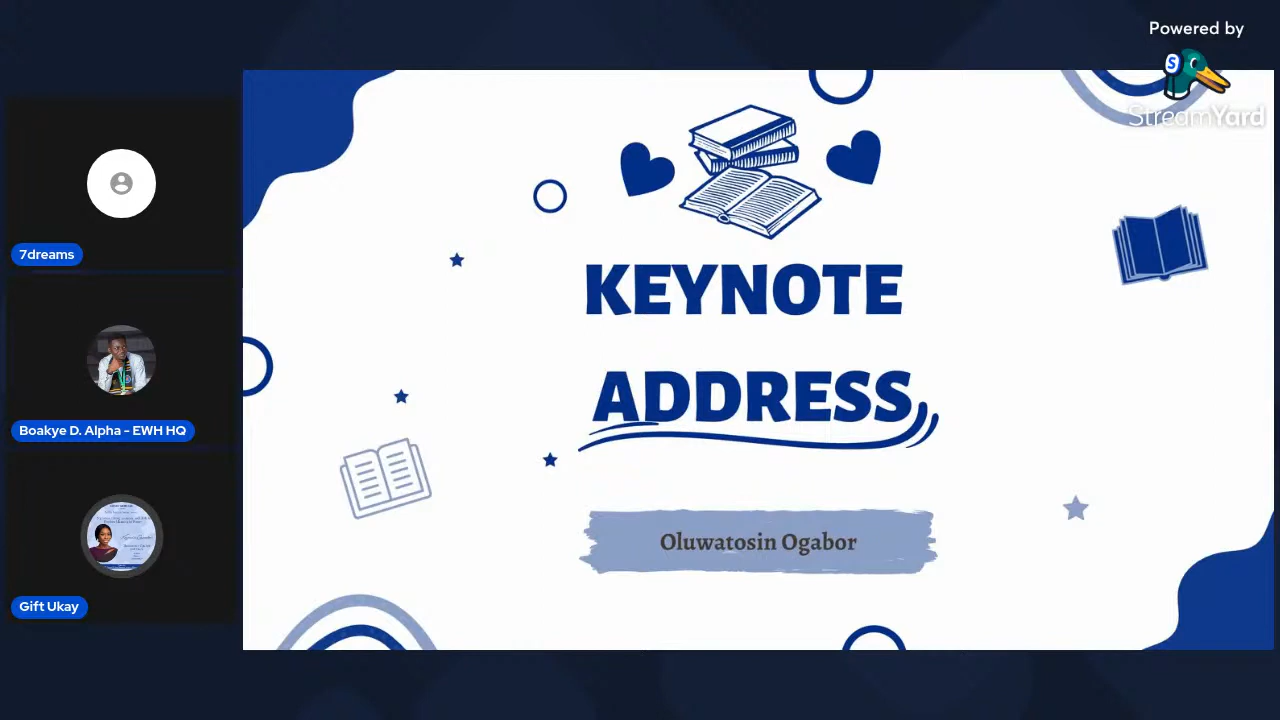 Powered by
StreamYard
7dreams
Boakye D. Alpha - EWH HQ
Gift Ukay
KEYNOTE
ADDRESS
Oluwatosin Ogabor